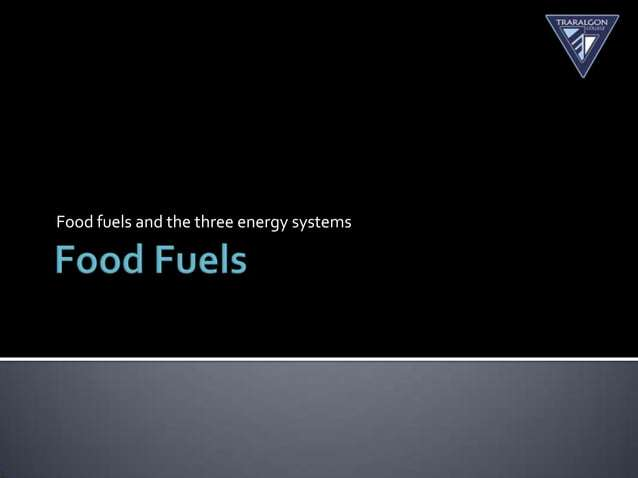 TRARALGON
COLLEGE
Food fuels and the three energy systems
Food Fuels